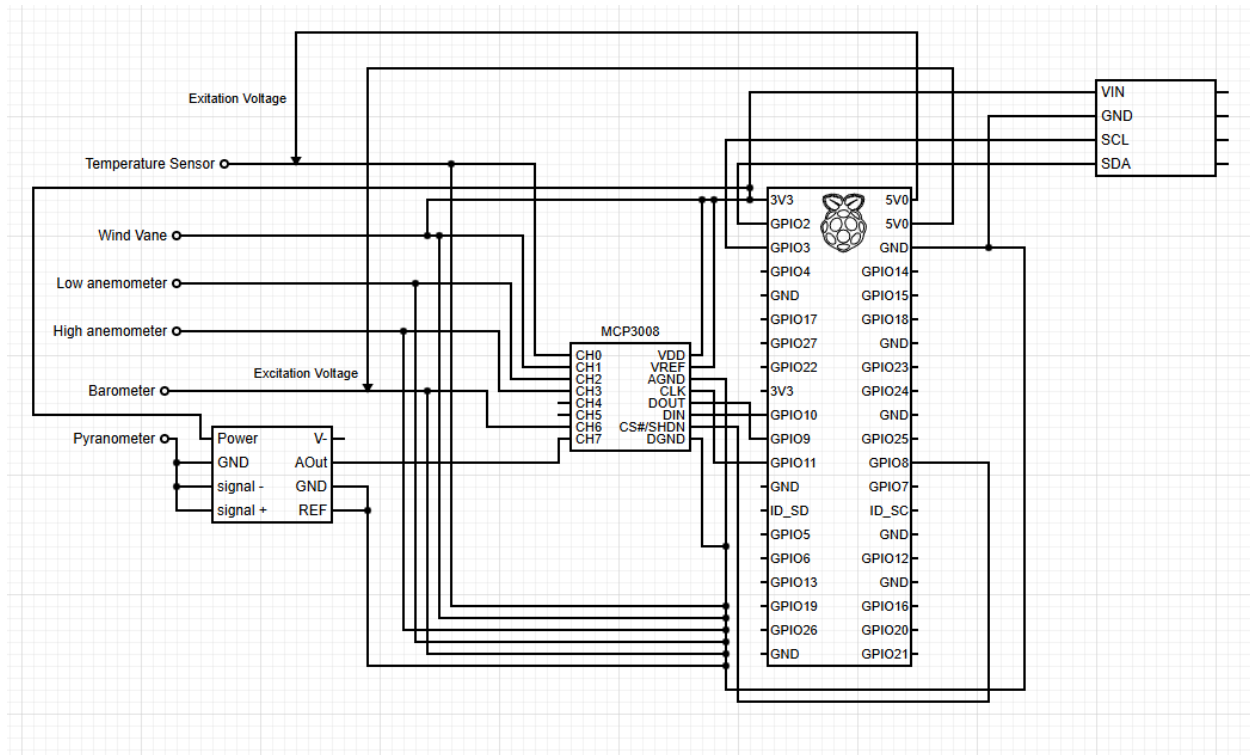 Exitation Voltage
VIN
GND
SCL
SDA
Temperature Sensor
Wind Vane
Low anemometer
High anemometer
Excitation Voltage
Barometer
Pyranometer
Power
GND
signal -
signal +
V-
AOut
GND
REF
MCP3008
CH0
CH1
CH2
CH3
CH4
CH5
CH6
CH7
VDD
VREF
AGND
CLK
DOUT
DIN
CS#/SHDN
DGND
3V3
GPIO2
GPIO3
GPIO4
GND
GPIO17
GPIO27
GPIO22
3V3
GPIO10
GPIO9
GPIO11
GND
ID_SD
GPIO5
GPIO6
GPIO13
GPIO19
GPIO26
GND
5V0
5V0
GND
GPIO14
GPIO15
GPIO18
GND
GPIO23
GPIO24
GND
GPIO25
GPIO8
GPIO7
ID_SC
GND
GPIO12
GND
GPIO16
GPIO20
GPIO21